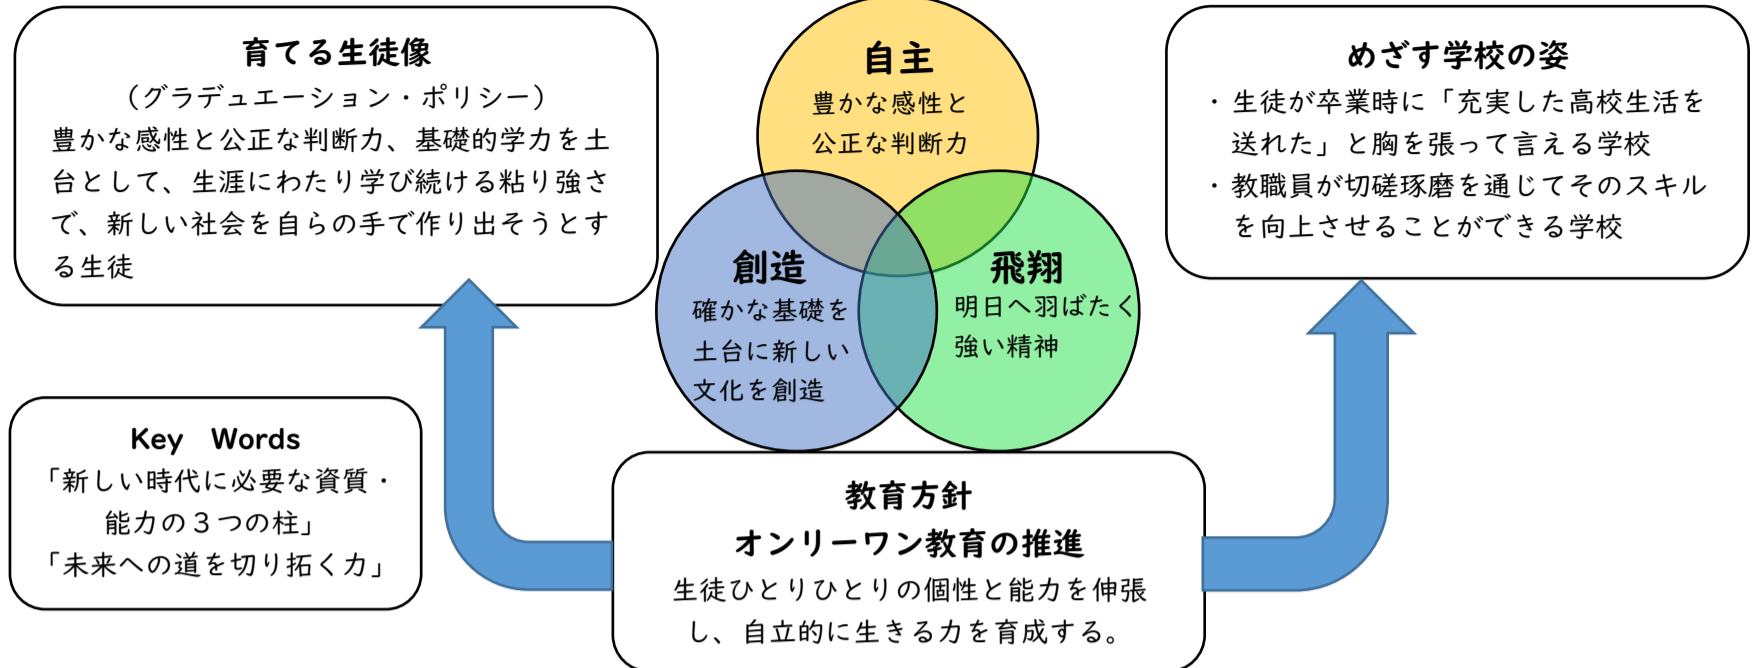 育てる生徒像
（グラデュエーション・ポリシー）
豊かな感性と公正な判断力、基礎的学力を土
台として、生涯にわたり学び続ける粘り強さ
で、新しい社会を自らの手で作り出そうとす
る生徒
自主
豊かな感性と
公正な判断力
創造
確かな基礎を
土台に新しい
文化を創造
飛翔
明日へ羽ばたく
強い精神
めざす学校の姿
・生徒が卒業時に「充実した高校生活を
送れた」と胸を張って言える学校
・教職員が切磋琢磨を通じてそのスキル
を向上させることができる学校
Key　Words
「新しい時代に必要な資質・
能力の３つの柱」
「未来への道を切り拓く力」
教育方針
オンリーワン教育の推進
生徒ひとりひとりの個性と能力を伸張
し、自立的に生きる力を育成する。